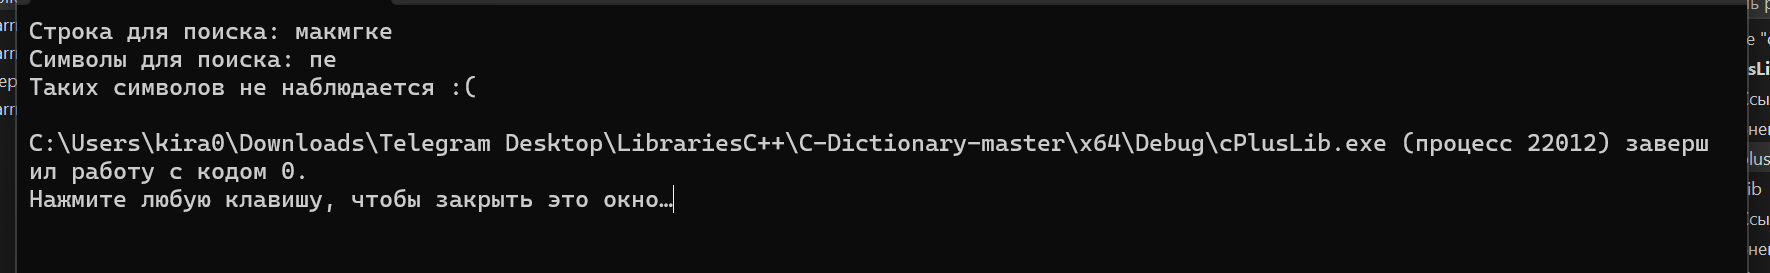 Строка для поиска: макмгке
Символы для поиска: пе
Таких символов не наблюдается :(
C:\Users\kira0\Downloads\Telegram Desktop\LibrariesC++\C-Dictionary-master\x64\Debug\cPlusLib.exe (процесс 22012) заверш
ил работу с кодом 0.
Нажмите любую клавишу, чтобы закрыть это окно…